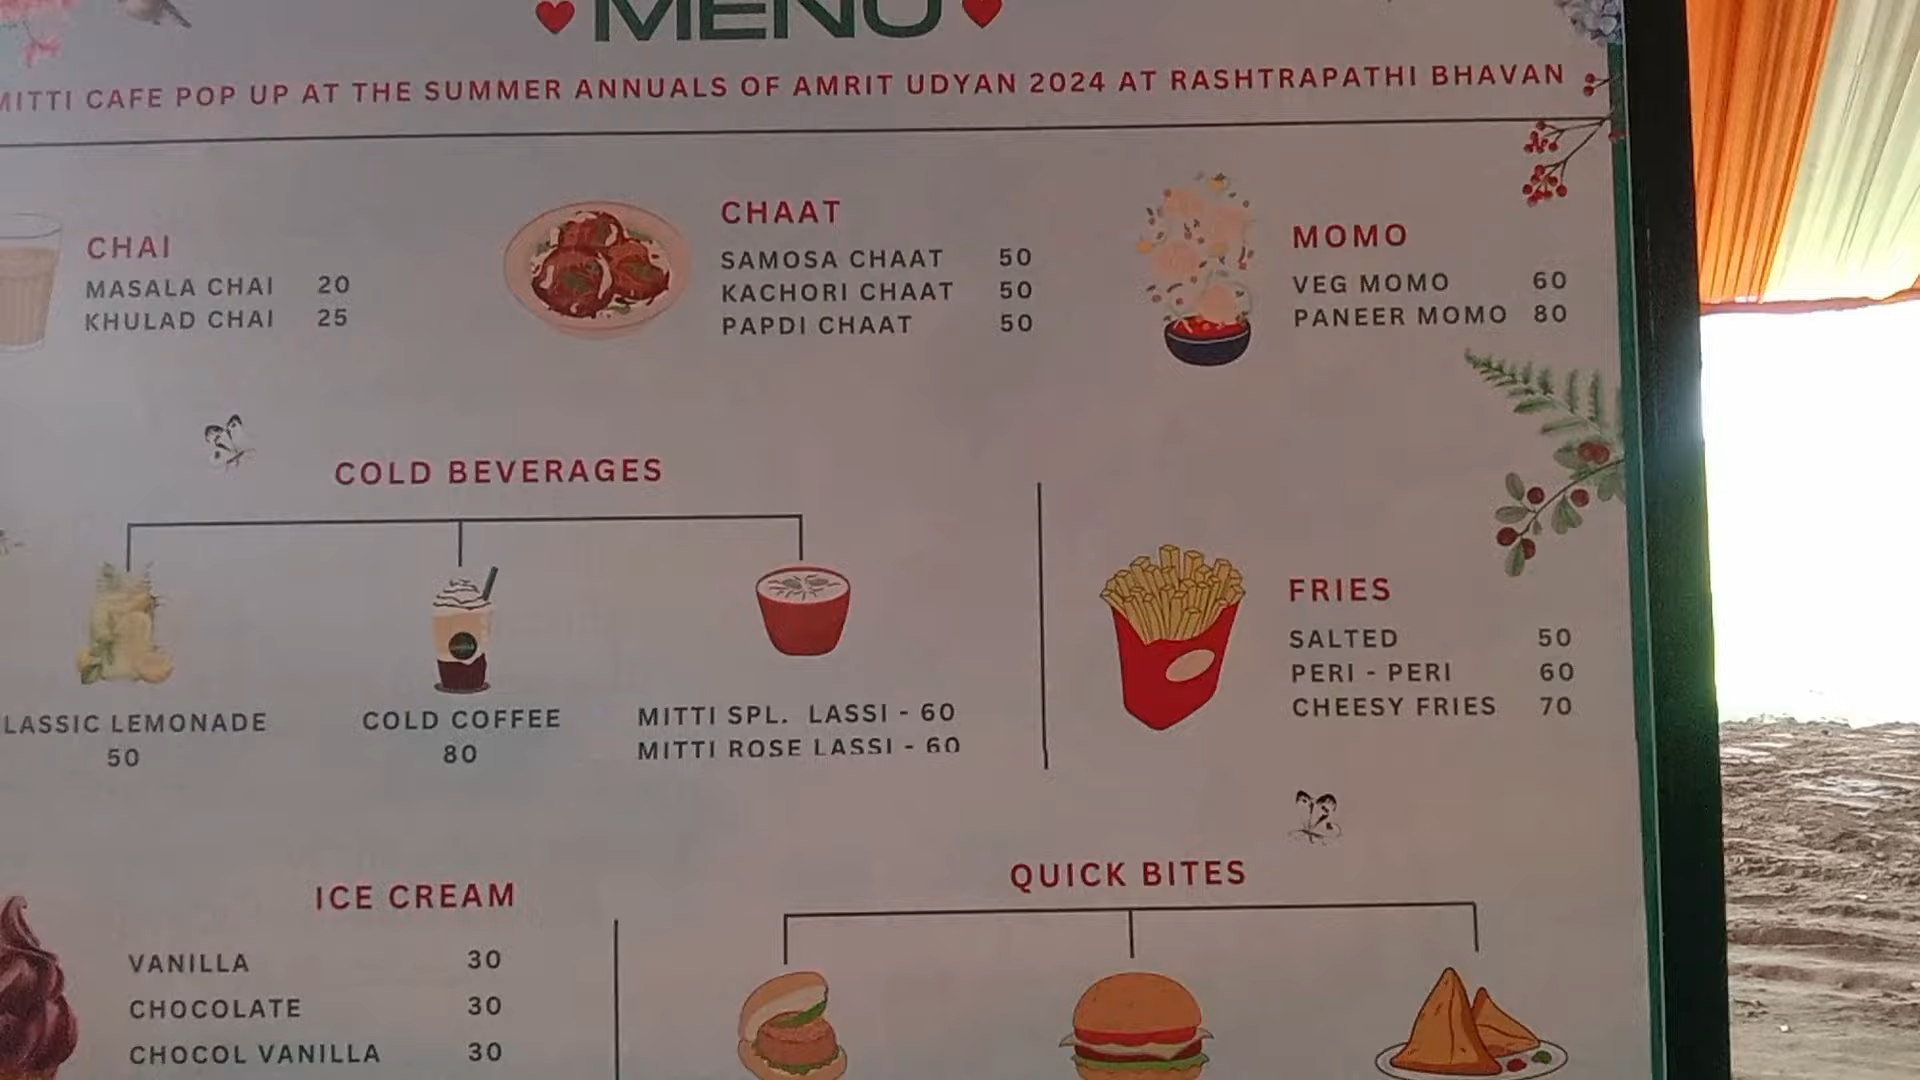 MENU
MITTI CAFE POP UP AT THE SUMMER ANNUALS OF AMRIT UDYAN 2024 AT RASHTRAPATHI BHAVAN
CHAI
MASALA CHAI 20
KHULAD CHAI 25
CHAAT
SAMOSA CHAAT 50
KACHORI CHAAT 50
PAPDI CHAAT 50
MOMO
VEG MOMO 60
PANEER MOMO 80
COLD BEVERAGES
LASSIC LEMONADE
50
COLD COFFEE
80
MITTI SPL. LASSI - 60
MITTI ROSE LASSI - 60
FRIES
SALTED 50
PERI - PERI 60
CHEESY FRIES 70
ICE CREAM
VANILLA 30
CHOCOLATE 30
CHOCOL VANILLA 30
QUICK BITES